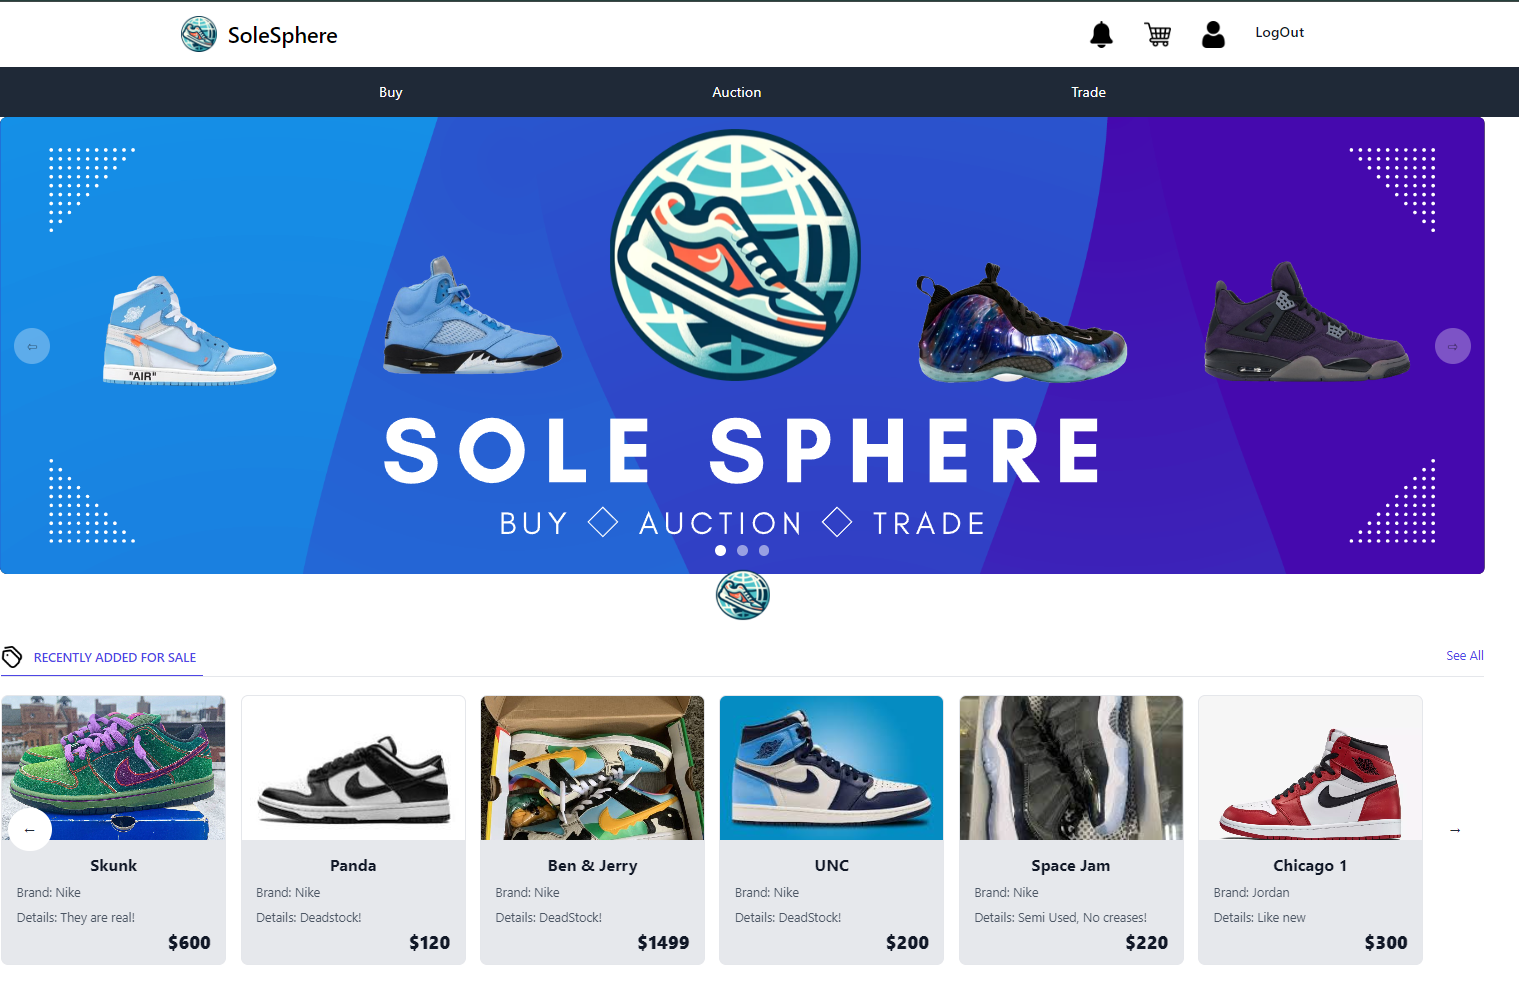 SoleSphere
LogOut
Buy
Auction
Trade
"AIR"
SOLE SPHERE
BUY ◇ AUCTION ◇ TRADE
RECENTLY ADDED FOR SALE
See All
Skunk
Brand: Nike
Details: They are real!
$600
Panda
Brand: Nike
Details: Deadstock!
$120
Ben & Jerry
Brand: Nike
Details: DeadStock!
$1499
UNC
Brand: Nike
Details: DeadStock!
$200
Space Jam
Brand: Nike
Details: Semi Used, No creases!
$220
Chicago 1
Brand: Jordan
Details: Like new
$300